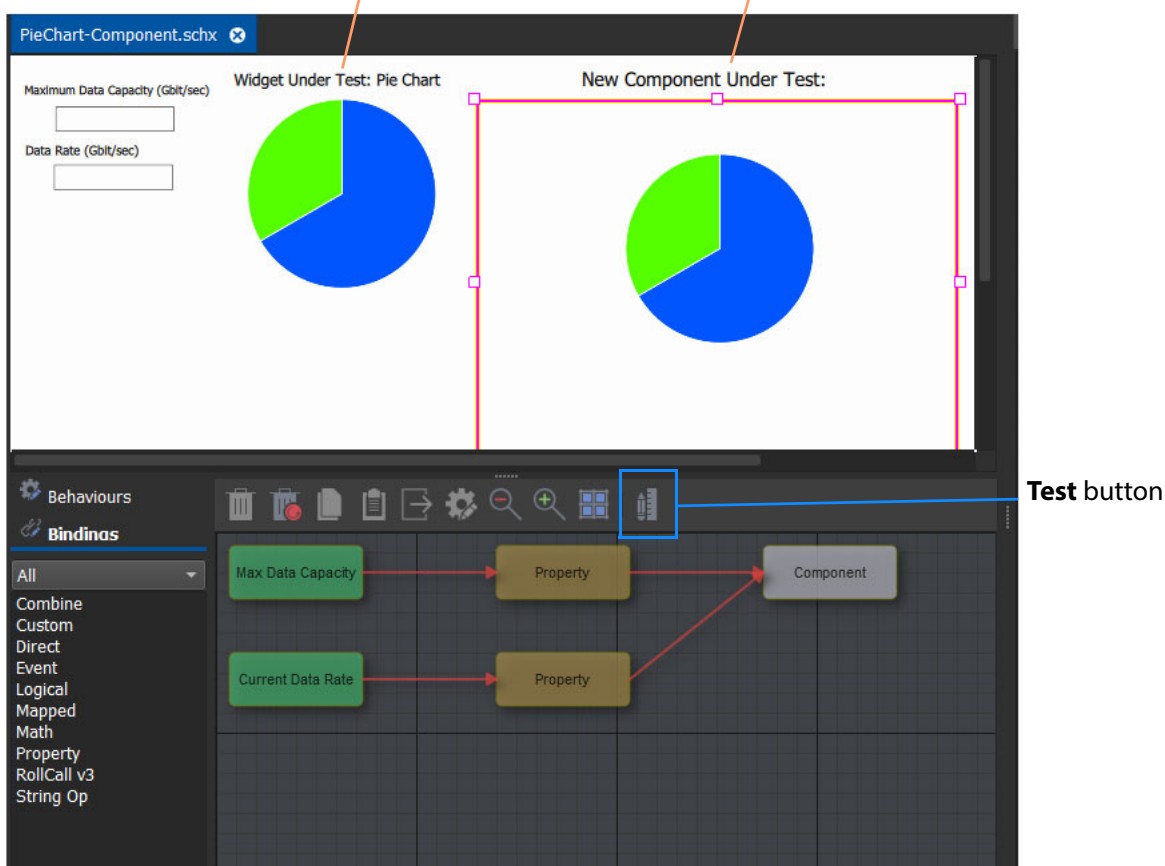 PieChart-Component.schx
Widget Under Test: Pie Chart
New Component Under Test:
Maximum Data Capacity (Gbit/sec)
Data Rate (Gbit/sec)
Behaviours
Bindings
Test button
All
Combine
Custom
Direct
Event
Logical
Mapped
Math
Property
RollCall v3
String Op
Max Data Capacity
Property
Component
Current Data Rate
Property